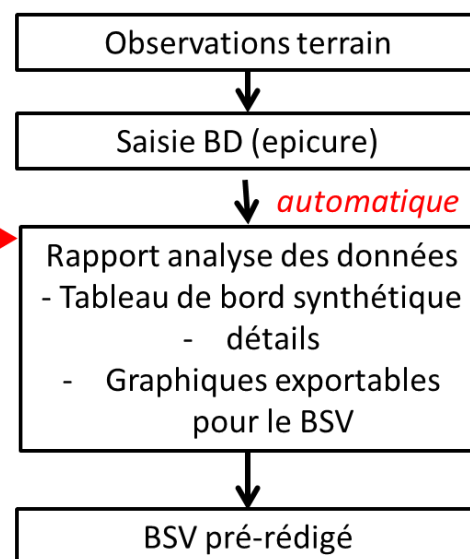 Observations terrain
Saisie BD (epicure)
automatique
Rapport analyse des données
- Tableau de bord synthétique
- détails
- Graphiques exportables
pour le BSV
BSV pré-rédigé